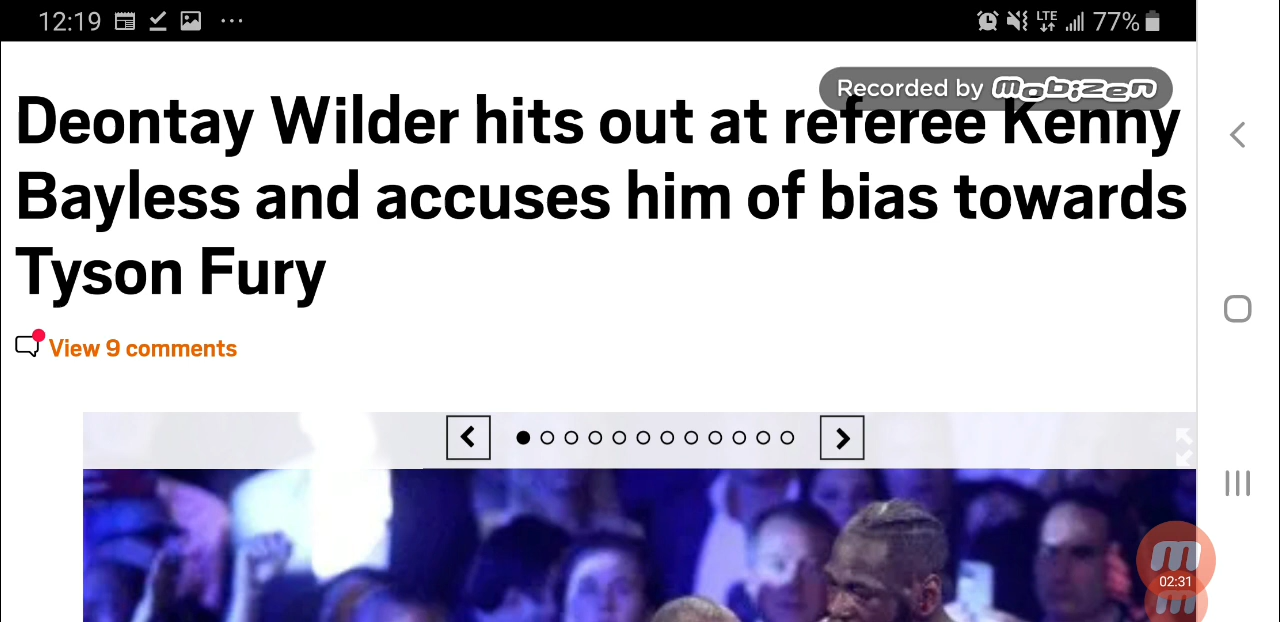 12:19
LTE 77%
Recorded by mobizen
Deontay Wilder hits out at referee Kenny
Bayless and accuses him of bias towards
Tyson Fury
View 9 comments
m
02:31
m